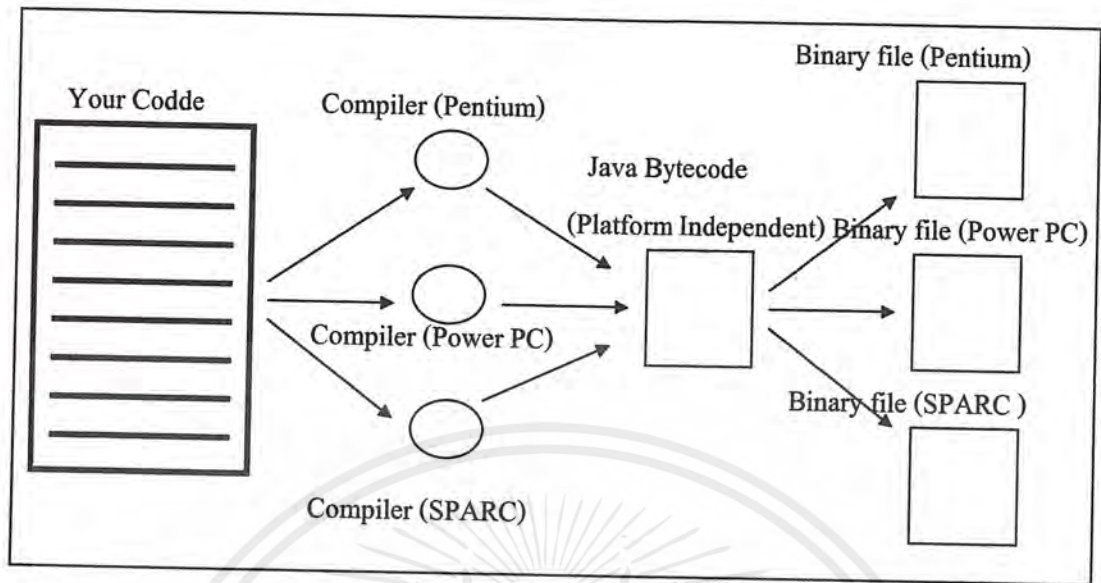 Your Codde
Compiler (Pentium)
Compiler (Power PC)
Compiler (SPARC)
Java Bytecode
(Platform Independent)
Binary file (Pentium)
Binary file (Power PC)
Binary file (SPARC )